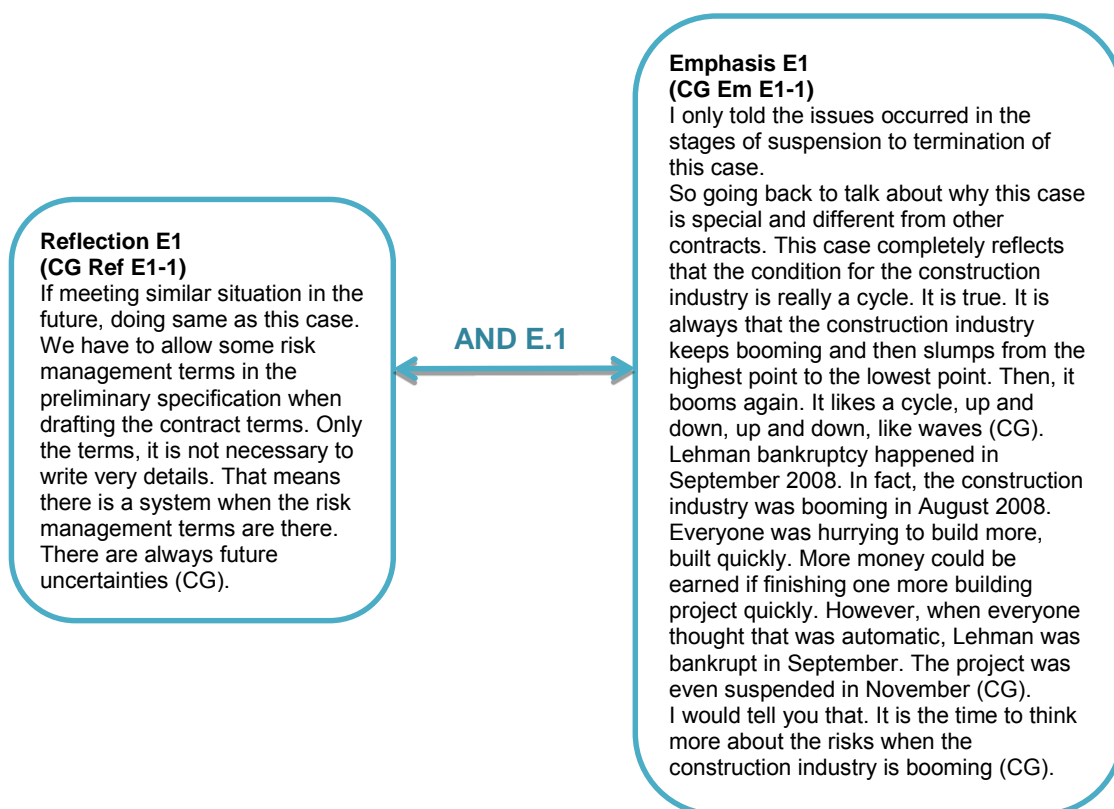 Reflection E1
(CG Ref E1-1)
If meeting similar situation in the
future, doing same as this case.
We have to allow some risk
management terms in the
preliminary specification when
drafting the contract terms. Only
the terms, it is not necessary to
write very details. That means
there is a system when the risk
management terms are there.
There are always future
uncertainties (CG).
AND E.1
Emphasis E1
(CG Em E1-1)
I only told the issues occurred in the
stages of suspension to termination of
this case.
So going back to talk about why this case
is special and different from other
contracts. This case completely reflects
that the condition for the construction
industry is really a cycle. It is true. It is
always that the construction industry
keeps booming and then slumps from the
highest point to the lowest point. Then, it
booms again. It likes a cycle, up and
down, up and down, like waves (CG).
Lehman bankruptcy happened in
September 2008. In fact, the construction
industry was booming in August 2008.
Everyone was hurrying to build more,
built quickly. More money could be
earned if finishing one more building
project quickly. However, when everyone
thought that was automatic, Lehman was
bankrupt in September. The project was
even suspended in November (CG).
I would tell you that. It is the time to think
more about the risks when the
construction industry is booming (CG).